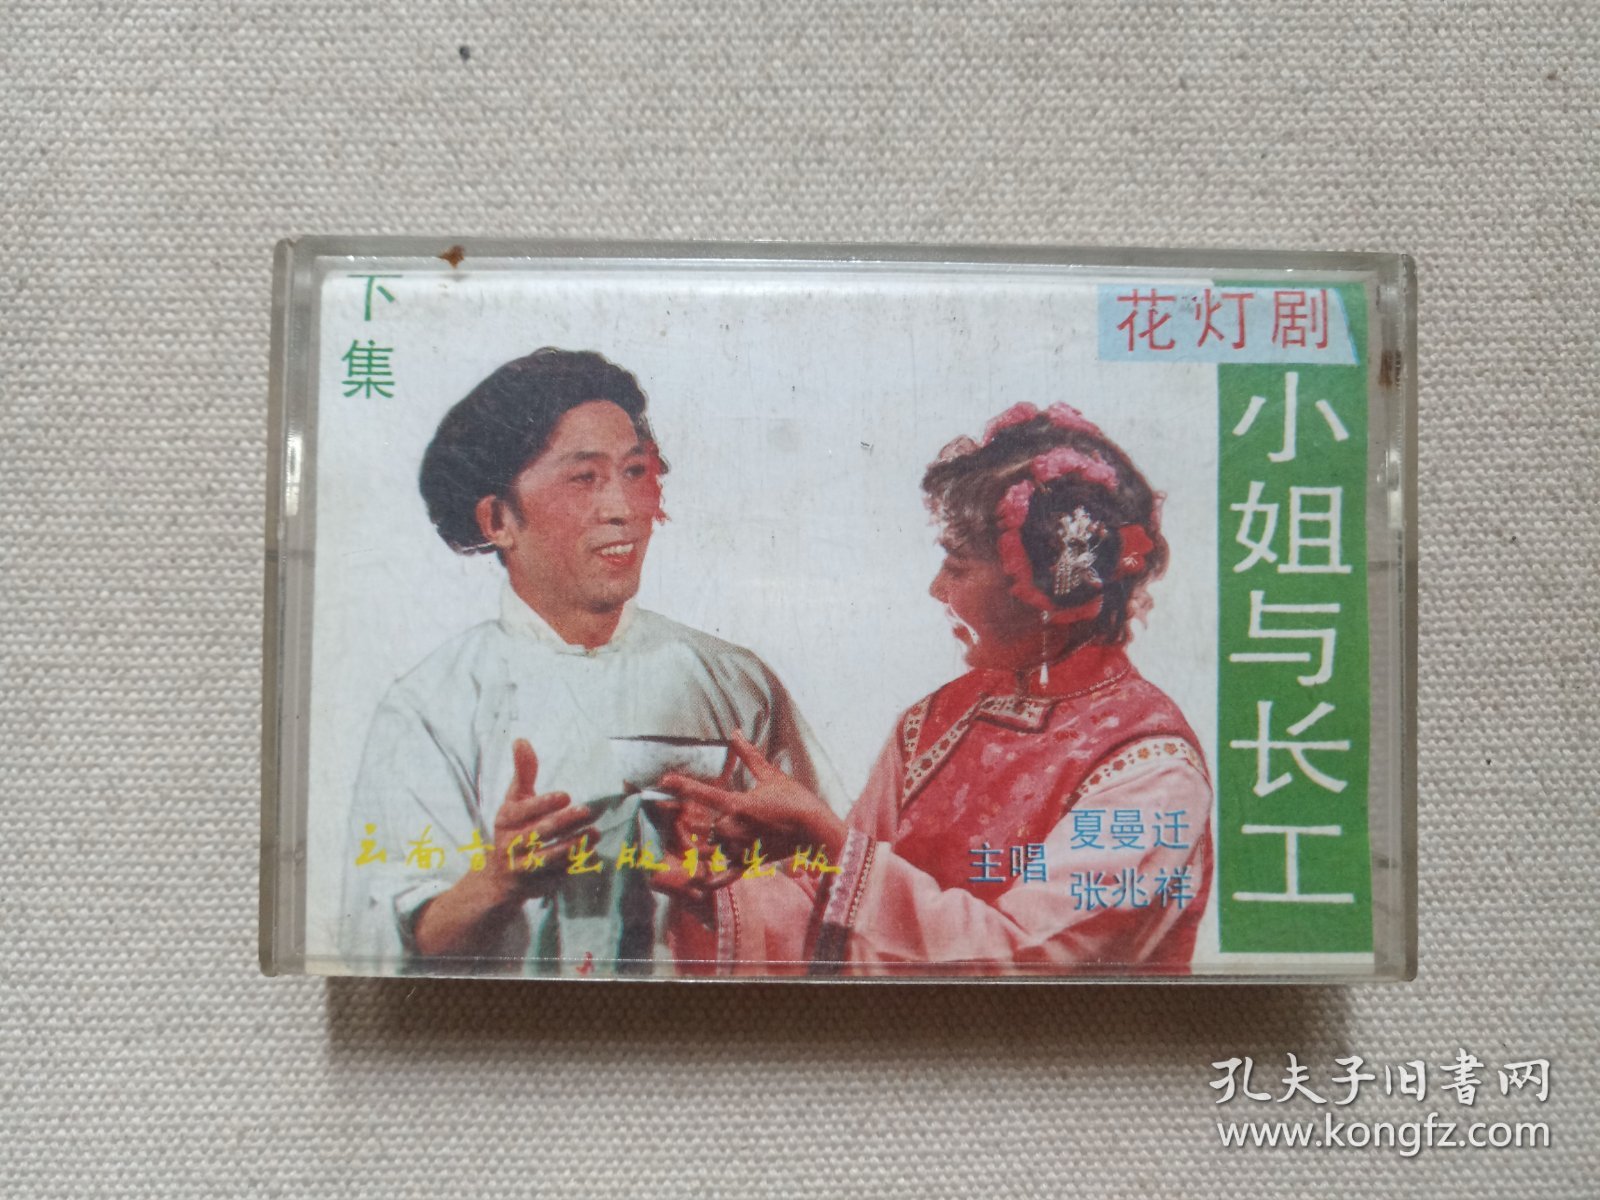 下集
花灯剧
小姐与长工
云南音像出版社出版
主唱
夏曼迁
张兆祥
孔夫子旧书网
www.kongfz.com